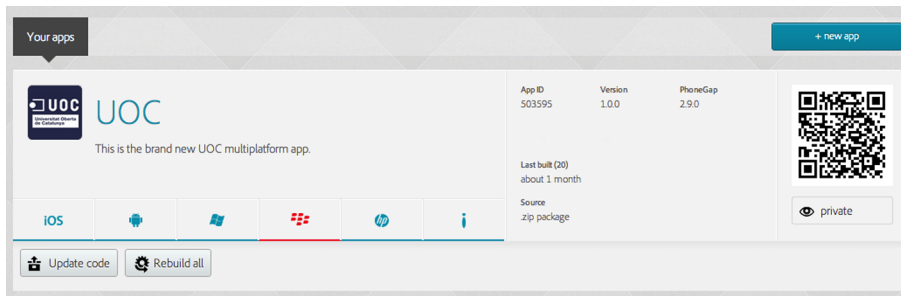 Your apps
+ new app
UOC
Universitat Oberta
de Catalunya
UOC
This is the brand new UOC multiplatform app.
App ID
Version
PhoneGap
503595
1.0.0
2.9.0
Last built (20)
about 1 month
Source
.zip package
private
iOS
hp
Update code
Rebuild all